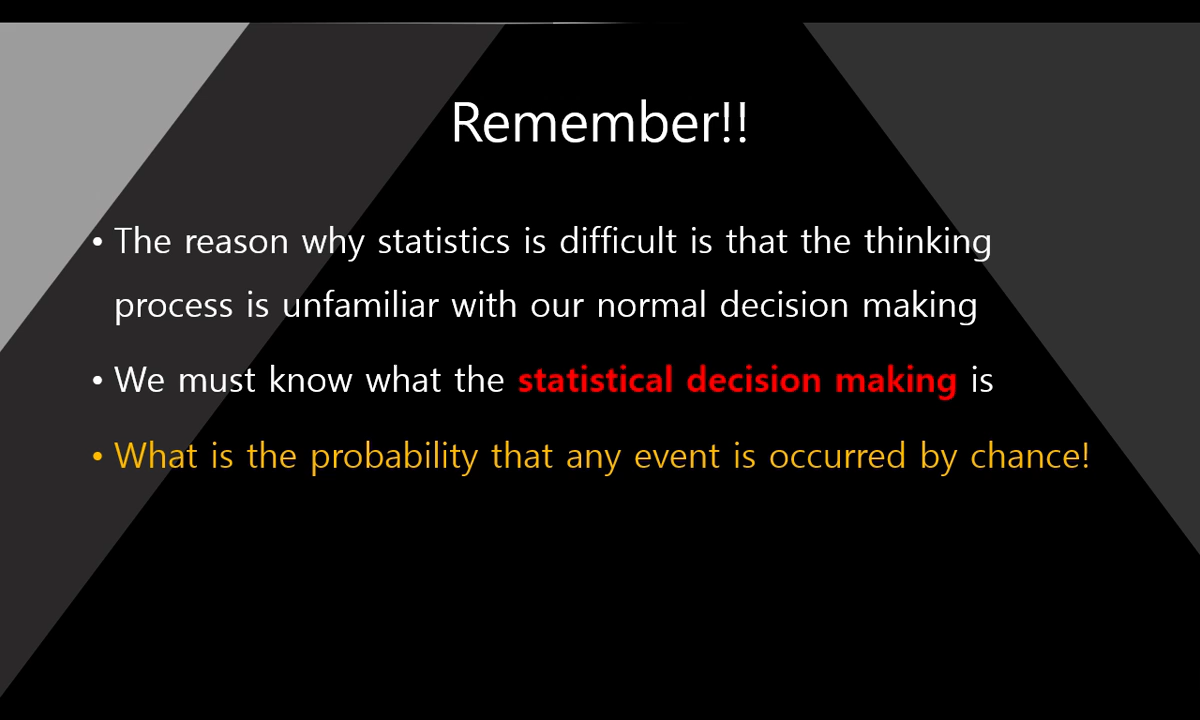 Remember!!
• The reason why statistics is difficult is that the thinking
process is unfamiliar with our normal decision making
• We must know what the statistical decision making is
• What is the probability that any event is occurred by chance!